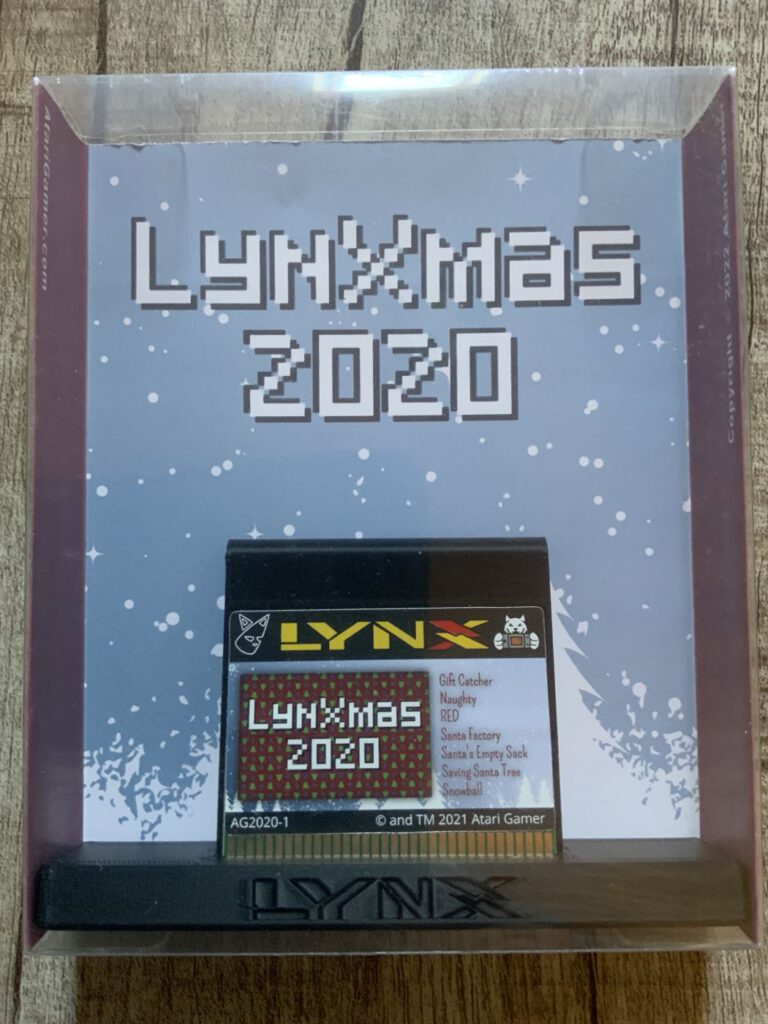 LynXmas
2020
AtariGamer.com
Copyright © 2022 Atari Gamer
LYNX
LynXmas
2020
Gift Catcher
Naughty
RED
Santa Factory
Santa's Empty Sack
Saving Santa Tree
Snowball
AG2020-1
© and TM 2021 Atari Gamer
LYNX